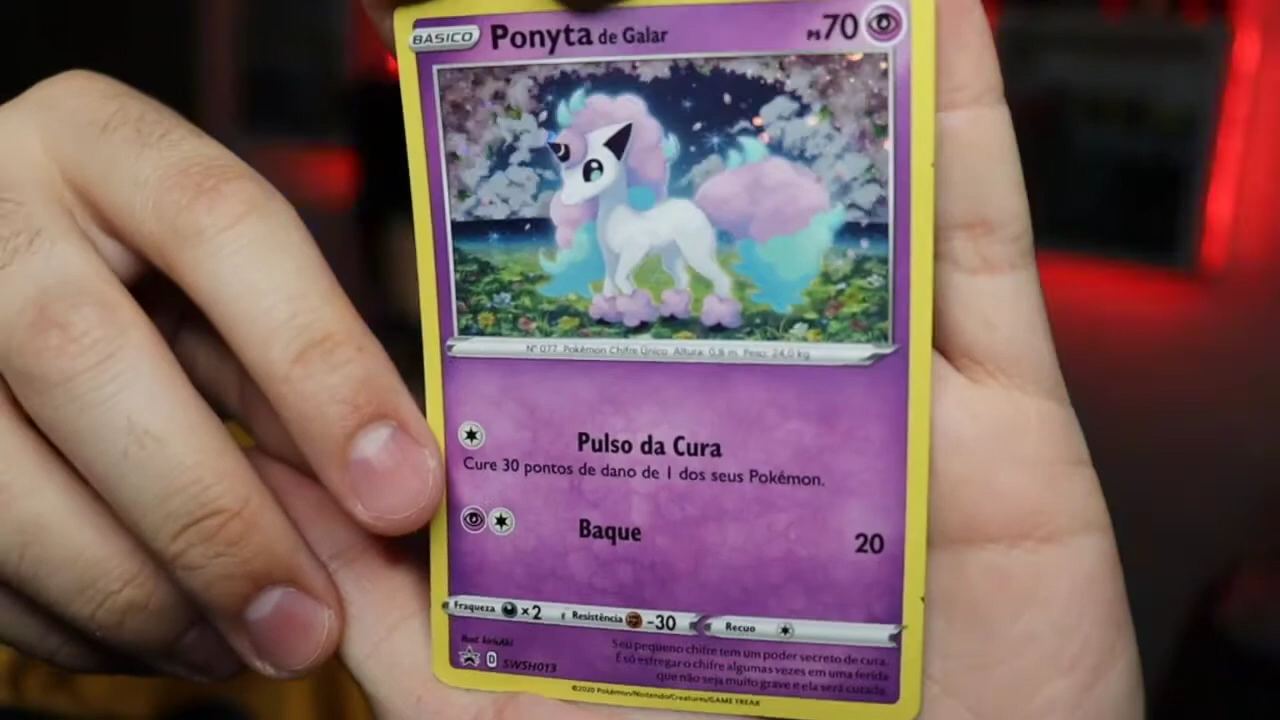 BÁSICO Ponyta de Galar PS 70
Nº 077 Pokémon Chifre Único Altura: 0,8 m Peso: 24,0 kg
Pulso da Cura
Cure 30 pontos de dano de 1 dos seus Pokémon.
Baque 20
Fraqueza ×2 Resistência -30 Recuo
Seu pequeno chifre tem um poder secreto de cura.
É só esfregar o chifre algumas vezes em uma ferida
que não seja muito grave e ela será curada.
D SWSH013
©2020 Pokémon/Nintendo/Creatures/GAME FREAK